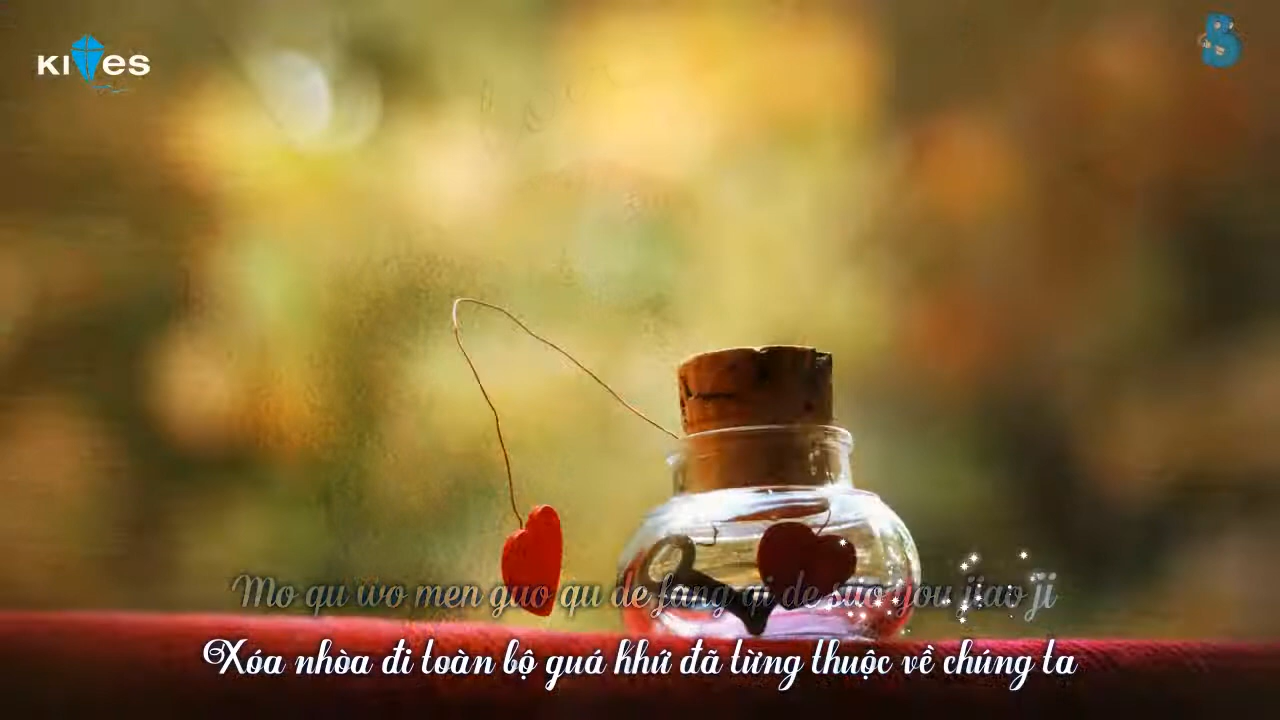 KITES
Mo qu wo men guo qu de fang qi de suo you jiao ji
Xóa nhòa đi toàn bộ quá khứ đã từng thuộc về chúng ta